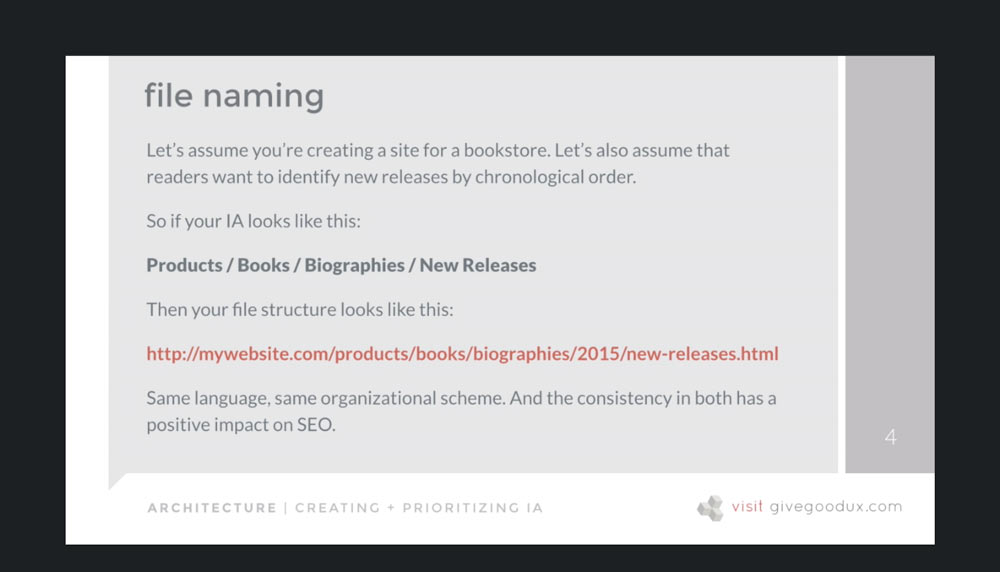 file naming
Let’s assume you’re creating a site for a bookstore. Let’s also assume that
readers want to identify new releases by chronological order.
So if your IA looks like this:
Products / Books / Biographies / New Releases
Then your file structure looks like this:
http://mywebsite.com/products/books/biographies/2015/new-releases.html
Same language, same organizational scheme. And the consistency in both has a
positive impact on SEO.
4
ARCHITECTURE | CREATING + PRIORITIZING IA
visit givegoodux.com